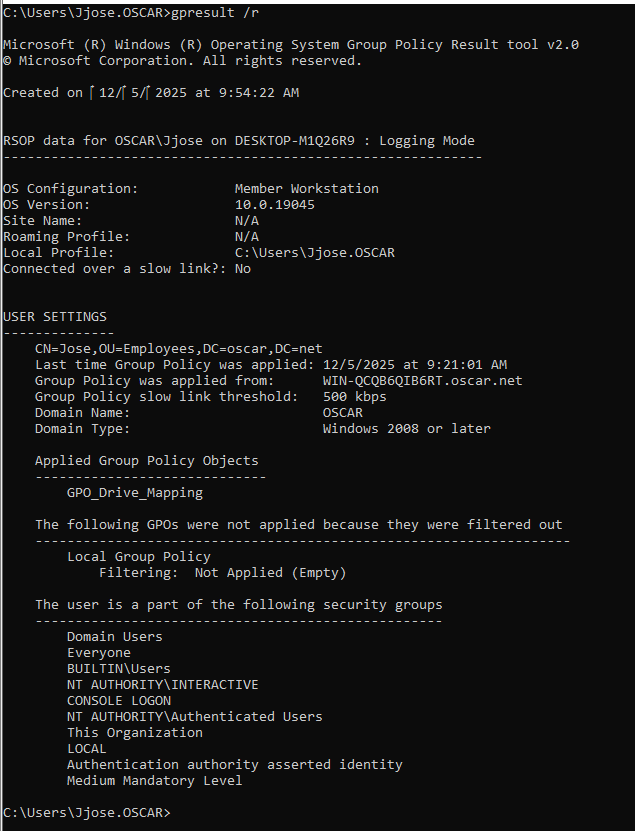 C:\Users\Jjose.OSCAR>gpresult /r
Microsoft (R) Windows (R) Operating System Group Policy Result tool v2.0
© Microsoft Corporation. All rights reserved.
Created on 12/ 5/ 2025 at 9:54:22 AM
RSOP data for OSCAR\Jjose on DESKTOP-M1Q26R9 : Logging Mode
------------------------------------------------------------
OS Configuration:            Member Workstation
OS Version:                  10.0.19045
Site Name:                   N/A
Roaming Profile:             N/A
Local Profile:               C:\Users\Jjose.OSCAR
Connected over a slow link?: No
USER SETTINGS
--------------
    CN=Jose,OU=Employees,DC=oscar,DC=net
    Last time Group Policy was applied: 12/5/2025 at 9:21:01 AM
    Group Policy was applied from:      WIN-QCQB6QIB6RT.oscar.net
    Group Policy slow link threshold:   500 kbps
    Domain Name:                        OSCAR
    Domain Type:                        Windows 2008 or later
    Applied Group Policy Objects
    -----------------------------
        GPO_Drive_Mapping
    The following GPOs were not applied because they were filtered out
    -------------------------------------------------------------------
        Local Group Policy
            Filtering:  Not Applied (Empty)
    The user is a part of the following security groups
    ---------------------------------------------------
        Domain Users
        Everyone
        BUILTIN\Users
        NT AUTHORITY\INTERACTIVE
        CONSOLE LOGON
        NT AUTHORITY\Authenticated Users
        This Organization
        LOCAL
        Authentication authority asserted identity
        Medium Mandatory Level
C:\Users\Jjose.OSCAR>